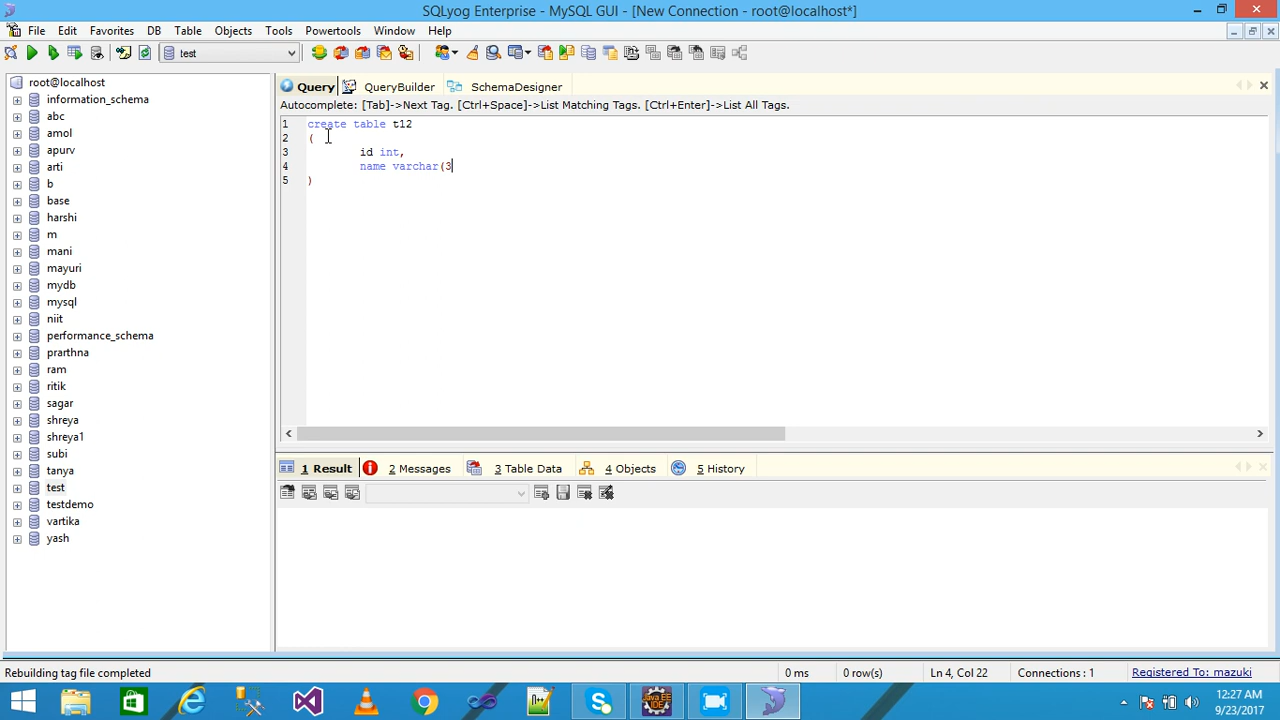 SQLyog Enterprise - MySQL GUI - [New Connection - root@localhost*]
File Edit Favorites DB Table Objects Tools Powertools Window Help
test
root@localhost
information_schema
abc
amol
apurv
arti
b
base
harshi
m
mani
mayuri
mydb
mysql
niit
performance_schema
prarthna
ram
ritik
sagar
shreya
shreya1
subi
tanya
test
testdemo
vartika
yash
Query QueryBuilder SchemaDesigner
Autocomplete: [Tab]->Next Tag. [Ctrl+Space]->List Matching Tags. [Ctrl+Enter]->List All Tags.
1 create table t12
2 (
3 id int,
4 name varchar(3
5 )
1 Result 2 Messages 3 Table Data 4 Objects 5 History
Rebuilding tag file completed 0 ms 0 row(s) Ln 4, Col 22 Connections : 1 Registered To: mazuki
12:27 AM
9/23/2017